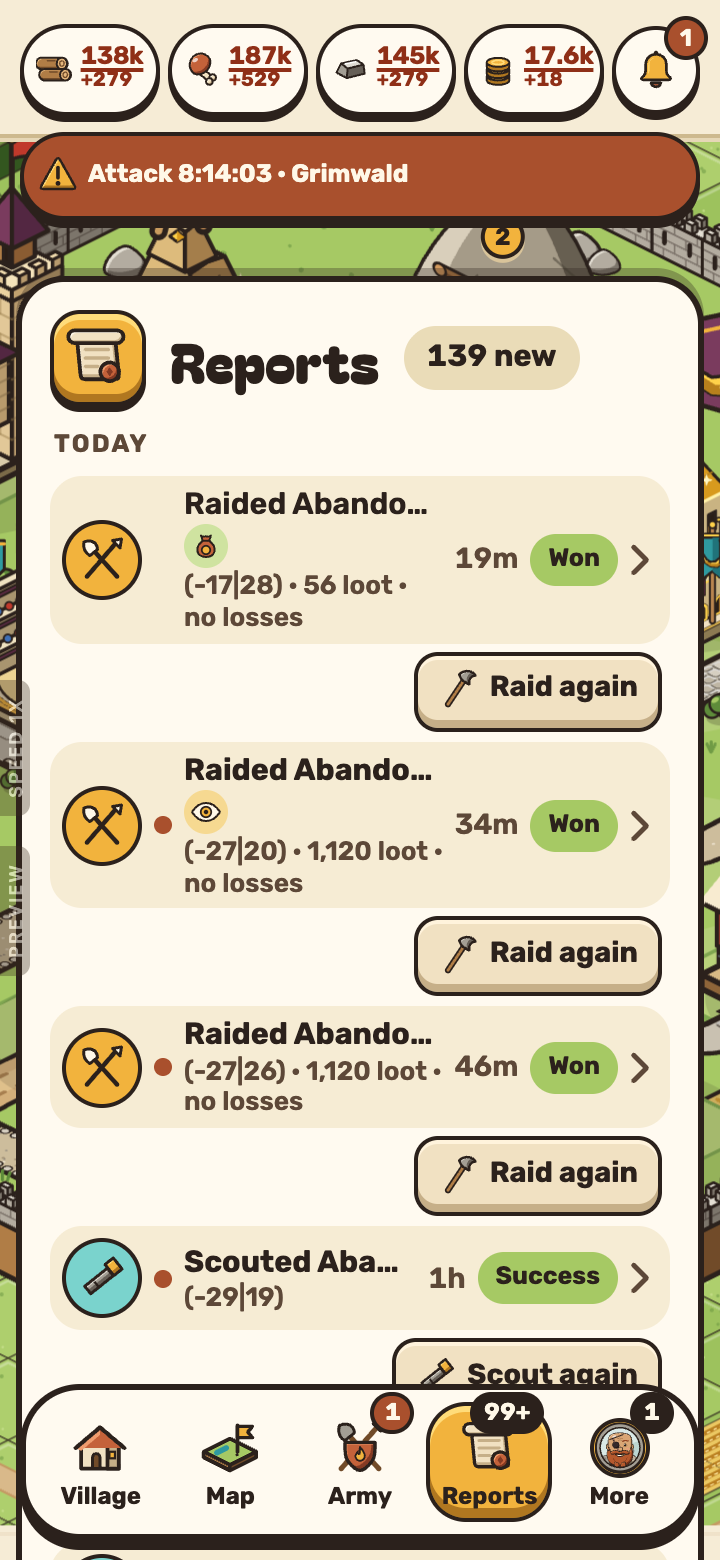 138k
+279
187k
+529
145k
+279
17.6k
+18
1
Attack 8:14:03 • Grimwald
2
Reports
139 new
TODAY
Raided Abando...
(-17|28) • 56 loot •
no losses
19m
Won
Raid again
SPEED 1X
Raided Abando...
(-27|20) • 1,120 loot •
no losses
34m
Won
PREVIEW
Raid again
Raided Abando...
(-27|26) • 1,120 loot •
no losses
46m
Won
Raid again
Scouted Aba...
(-29|19)
1h
Success
Scout again
Village
Map
1
Army
99+
Reports
1
More